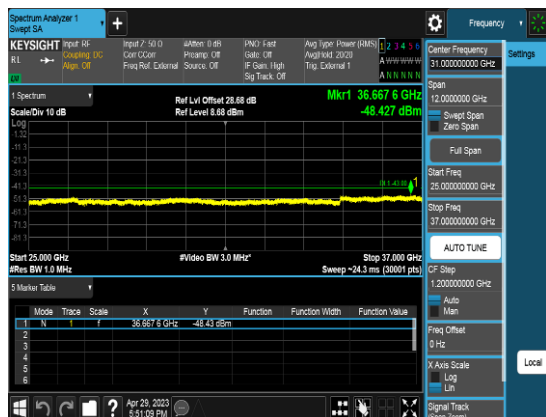 Spectrum Analyzer 1
Swept SA
Frequency
KEYSIGHT
Input: RF
Input Z: 50 Ω
#Atten: 0 dB
PNO: Fast
Avg Type: Power (RMS)
1 2 3 4 5 6
RL
Coupling: DC
Corr CCorr
Preamp: Off
Gate: Off
Avg|Hold: 20/20
A W W W W W
Align: Off
Freq Ref: External
Source: Off
IF Gain: High
Trig: External 1
Sig Track: Off
A N N N N N
1 Spectrum
Ref Lvl Offset 28.68 dB
Mkr1 36.667 6 GHz
Scale/Div 10 dB
Ref Level 8.68 dBm
-48.427 dBm
Log
1.32
-11.3
-21.3
-31.3
-41.3
-51.3
-61.3
-71.3
-81.3
1
Start 25.000 GHz
#Video BW 3.0 MHz*
Stop 37.000 GHz
#Res BW 1.0 MHz
Sweep ~24.3 ms (30001 pts)
5 Marker Table
Mode Trace Scale X Y Function Function Width Function Value
1 N 1 f 36.667 6 GHz -48.43 dBm
2
3
4
5
6
Apr 29, 2023
5:51:09 PM
Center Frequency
31.000000000 GHz
Span
12.0000000 GHz
Swept Span
Zero Span
Full Span
Start Freq
25.000000000 GHz
Stop Freq
37.000000000 GHz
AUTO TUNE
CF Step
1.200000000 GHz
Auto
Man
Freq Offset
0 Hz
X Axis Scale
Log
Lin
Signal Track
(Span Zoom)
Settings
Local